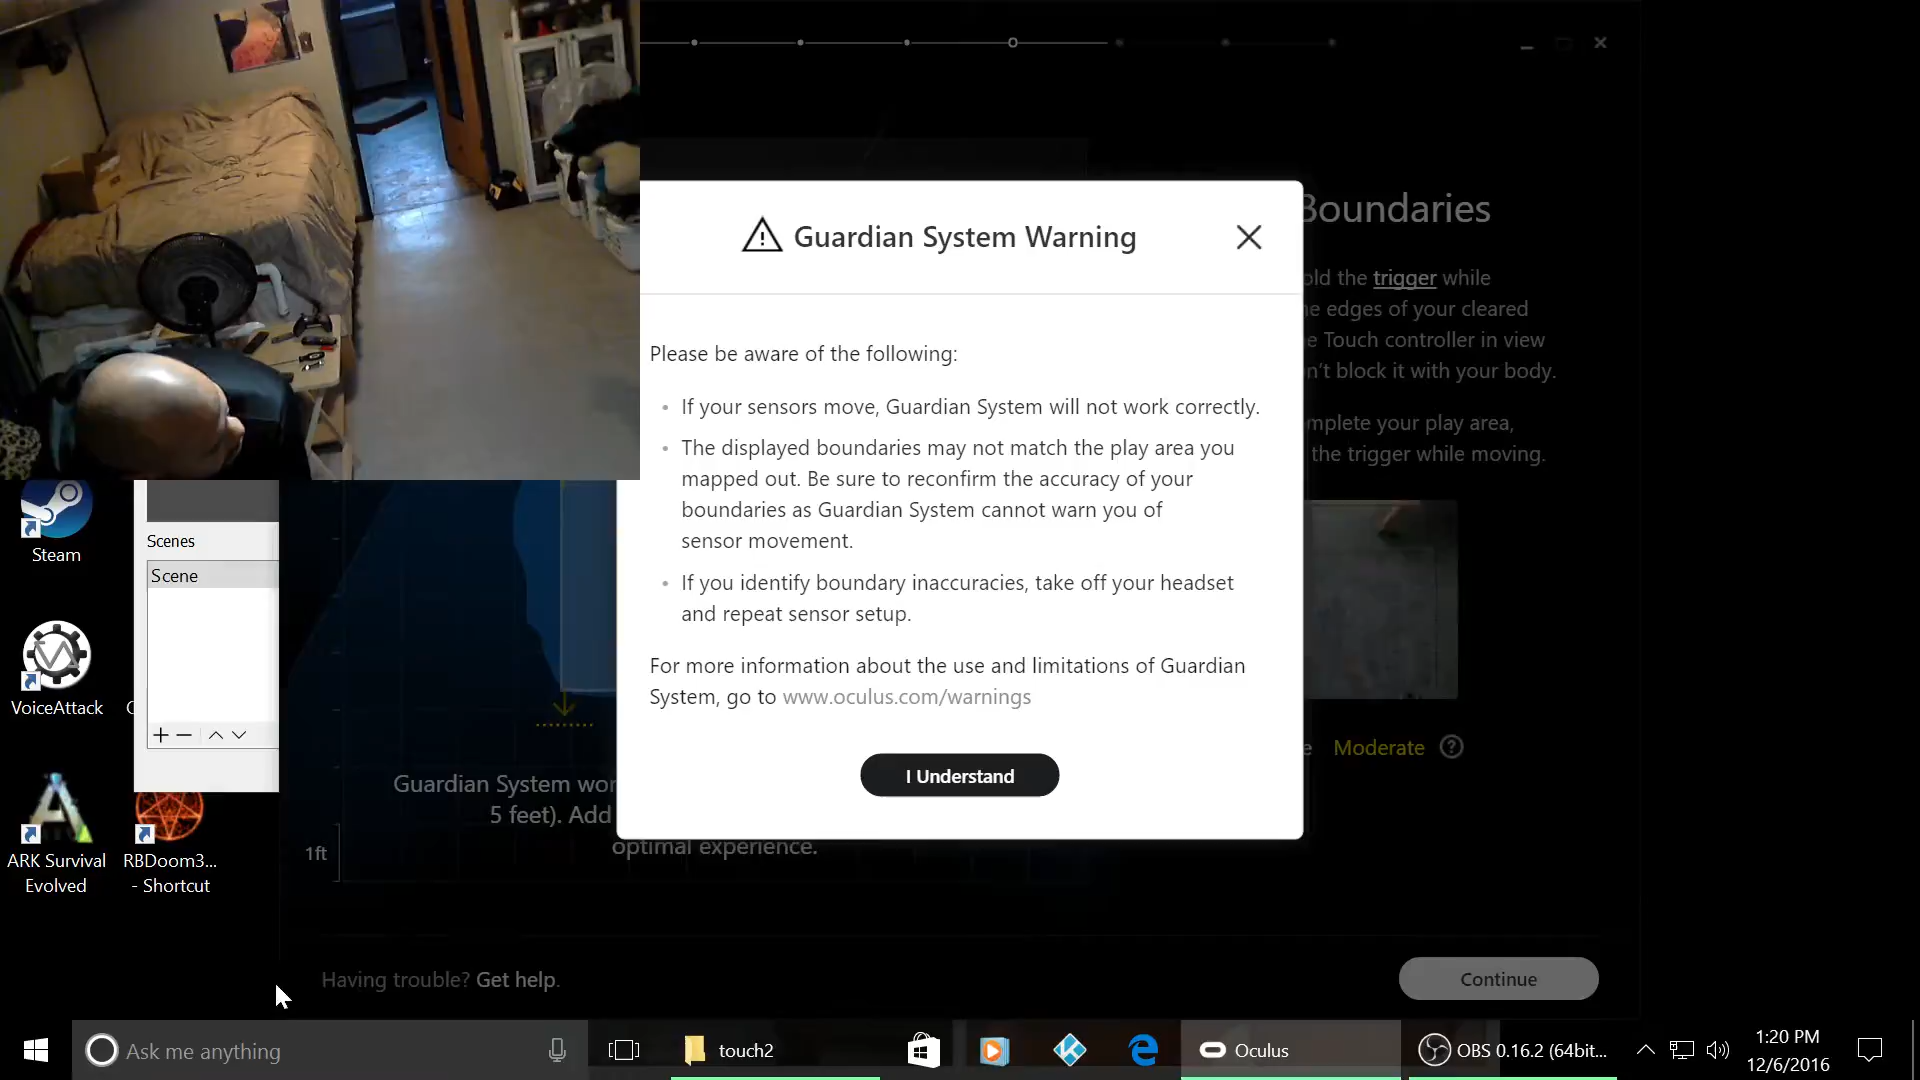 Boundaries
Guardian System Warning
old the trigger while
e edges of your cleared
e Touch controller in view
n't block it with your body.
Please be aware of the following:
• If your sensors move, Guardian System will not work correctly.
mplete your play area,
the trigger while moving.
• The displayed boundaries may not match the play area you
mapped out. Be sure to reconfirm the accuracy of your
boundaries as Guardian System cannot warn you of
sensor movement.
• If you identify boundary inaccuracies, take off your headset
and repeat sensor setup.
For more information about the use and limitations of Guardian
System, go to www.oculus.com/warnings
I Understand
e Moderate ?
Steam
Scenes
Scene
VoiceAttack
C
Guardian System wor
5 feet). Add
optimal experience.
1ft
ARK Survival
Evolved
RBDoom3...
- Shortcut
Having trouble? Get help.
Continue
Ask me anything
touch2
Oculus
OBS 0.16.2 (64bit...
1:20 PM
12/6/2016